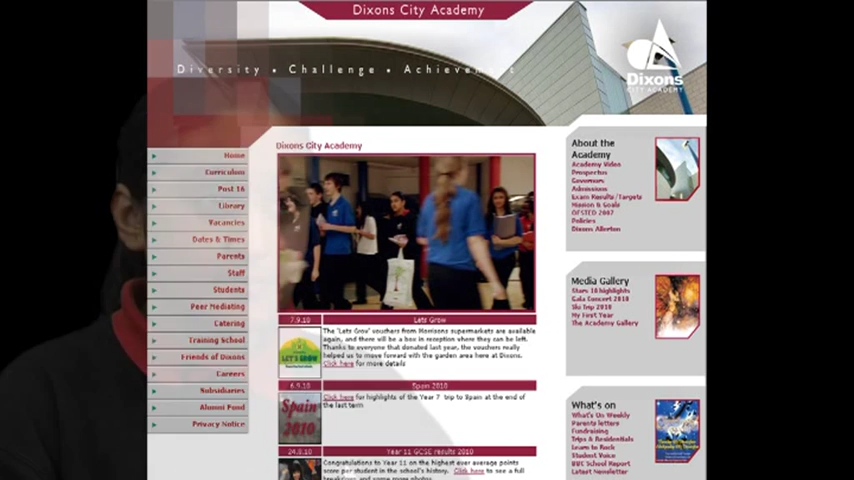 Dixons City Academy
Diversity • Challenge • Achievement
Dixons
CITY ACADEMY
Home
Curriculum
Post 16
Library
Vacancies
Dates & Times
Parents
Staff
Students
Peer Mediating
Catering
Training School
Friends of Dixons
Careers
Subsidiaries
Alumni Fund
Privacy Notice
Dixons City Academy
7.9.10 Lets Grow
LET'S GROW
The 'Lets Grow' vouchers from Morrisons supermarkets are available
again, and there will be a box in reception where they can be left.
Thanks to everyone that donated last year, the vouchers really
helped us to move forward with the garden area here at Dixons.
Click here for more details
6.9.10 Spain 2010
Spain
2010
Click here for highlights of the Year 7 trip to Spain at the end of
the last term
24.8.10 Year 11 GCSE results 2010
Congratulations to Year 11 on the highest ever average points
score per student in the school's history. Click here to see a full
breakdown and some more photos
About the
Academy
Academy Video
Prospectus
Governors
Admissions
Exam Results/Targets
Mission & Goals
OFSTED 2007
Policies
Dixons Allerton
Media Gallery
Stars 10 highlights
Gala Concert 2010
Ski Trip 2010
My First Year
The Academy Gallery
What's on
What's On Weekly
Parents letters
Fundraising
Trips & Residentials
Learn to Rock
Student Voice
BBC School Report
Latest Newsletter